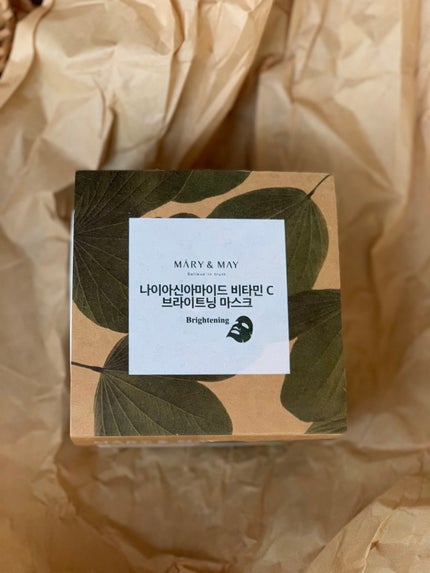 MARY & MAY
Believe in truth
나이아신아마이드 비타민 C
브라이트닝 마스크
Brightening